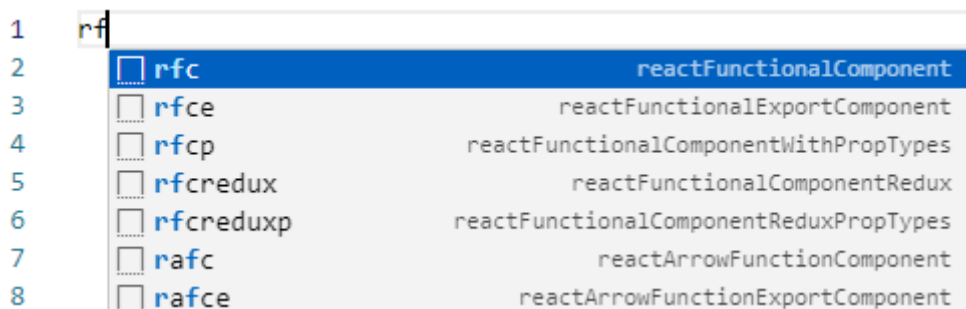 1 rf
2 rfc reactFunctionalComponent
3 rfce reactFunctionalExportComponent
4 rfcp reactFunctionalComponentWithPropTypes
5 rfcredux reactFunctionalComponentRedux
6 rfcreduxp reactFunctionalComponentReduxPropTypes
7 rafc reactArrowFunctionComponent
8 rafce reactArrowFunctionExportComponent